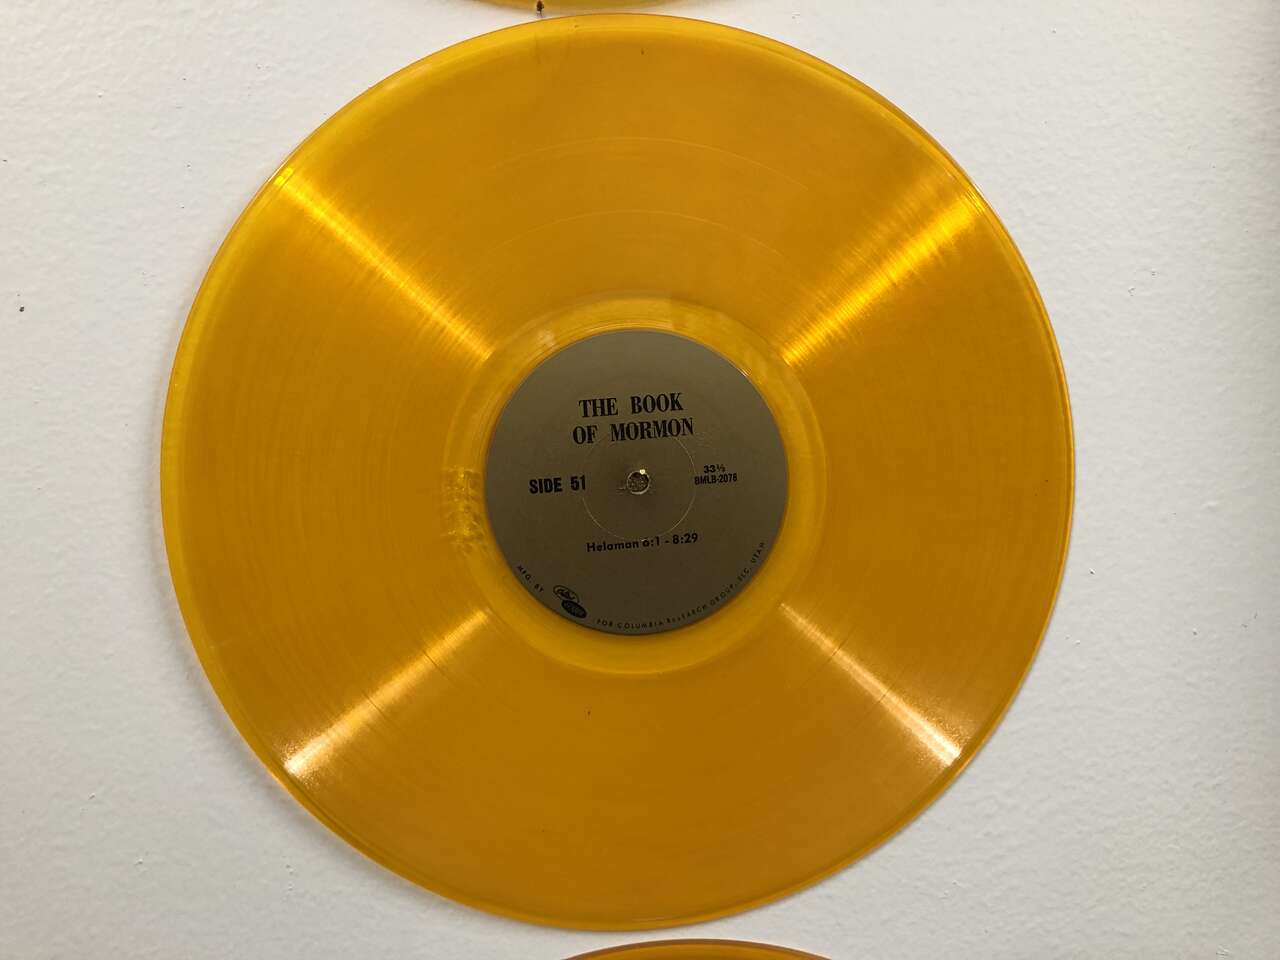 THE BOOK
OF MORMON
SIDE 51
33⅓
BMLB-2076
Helaman 6:1 - 8:29
MFG. BY
Capitol
FOR COLUMBIA RESEARCH GROUP, SLC, UTAH